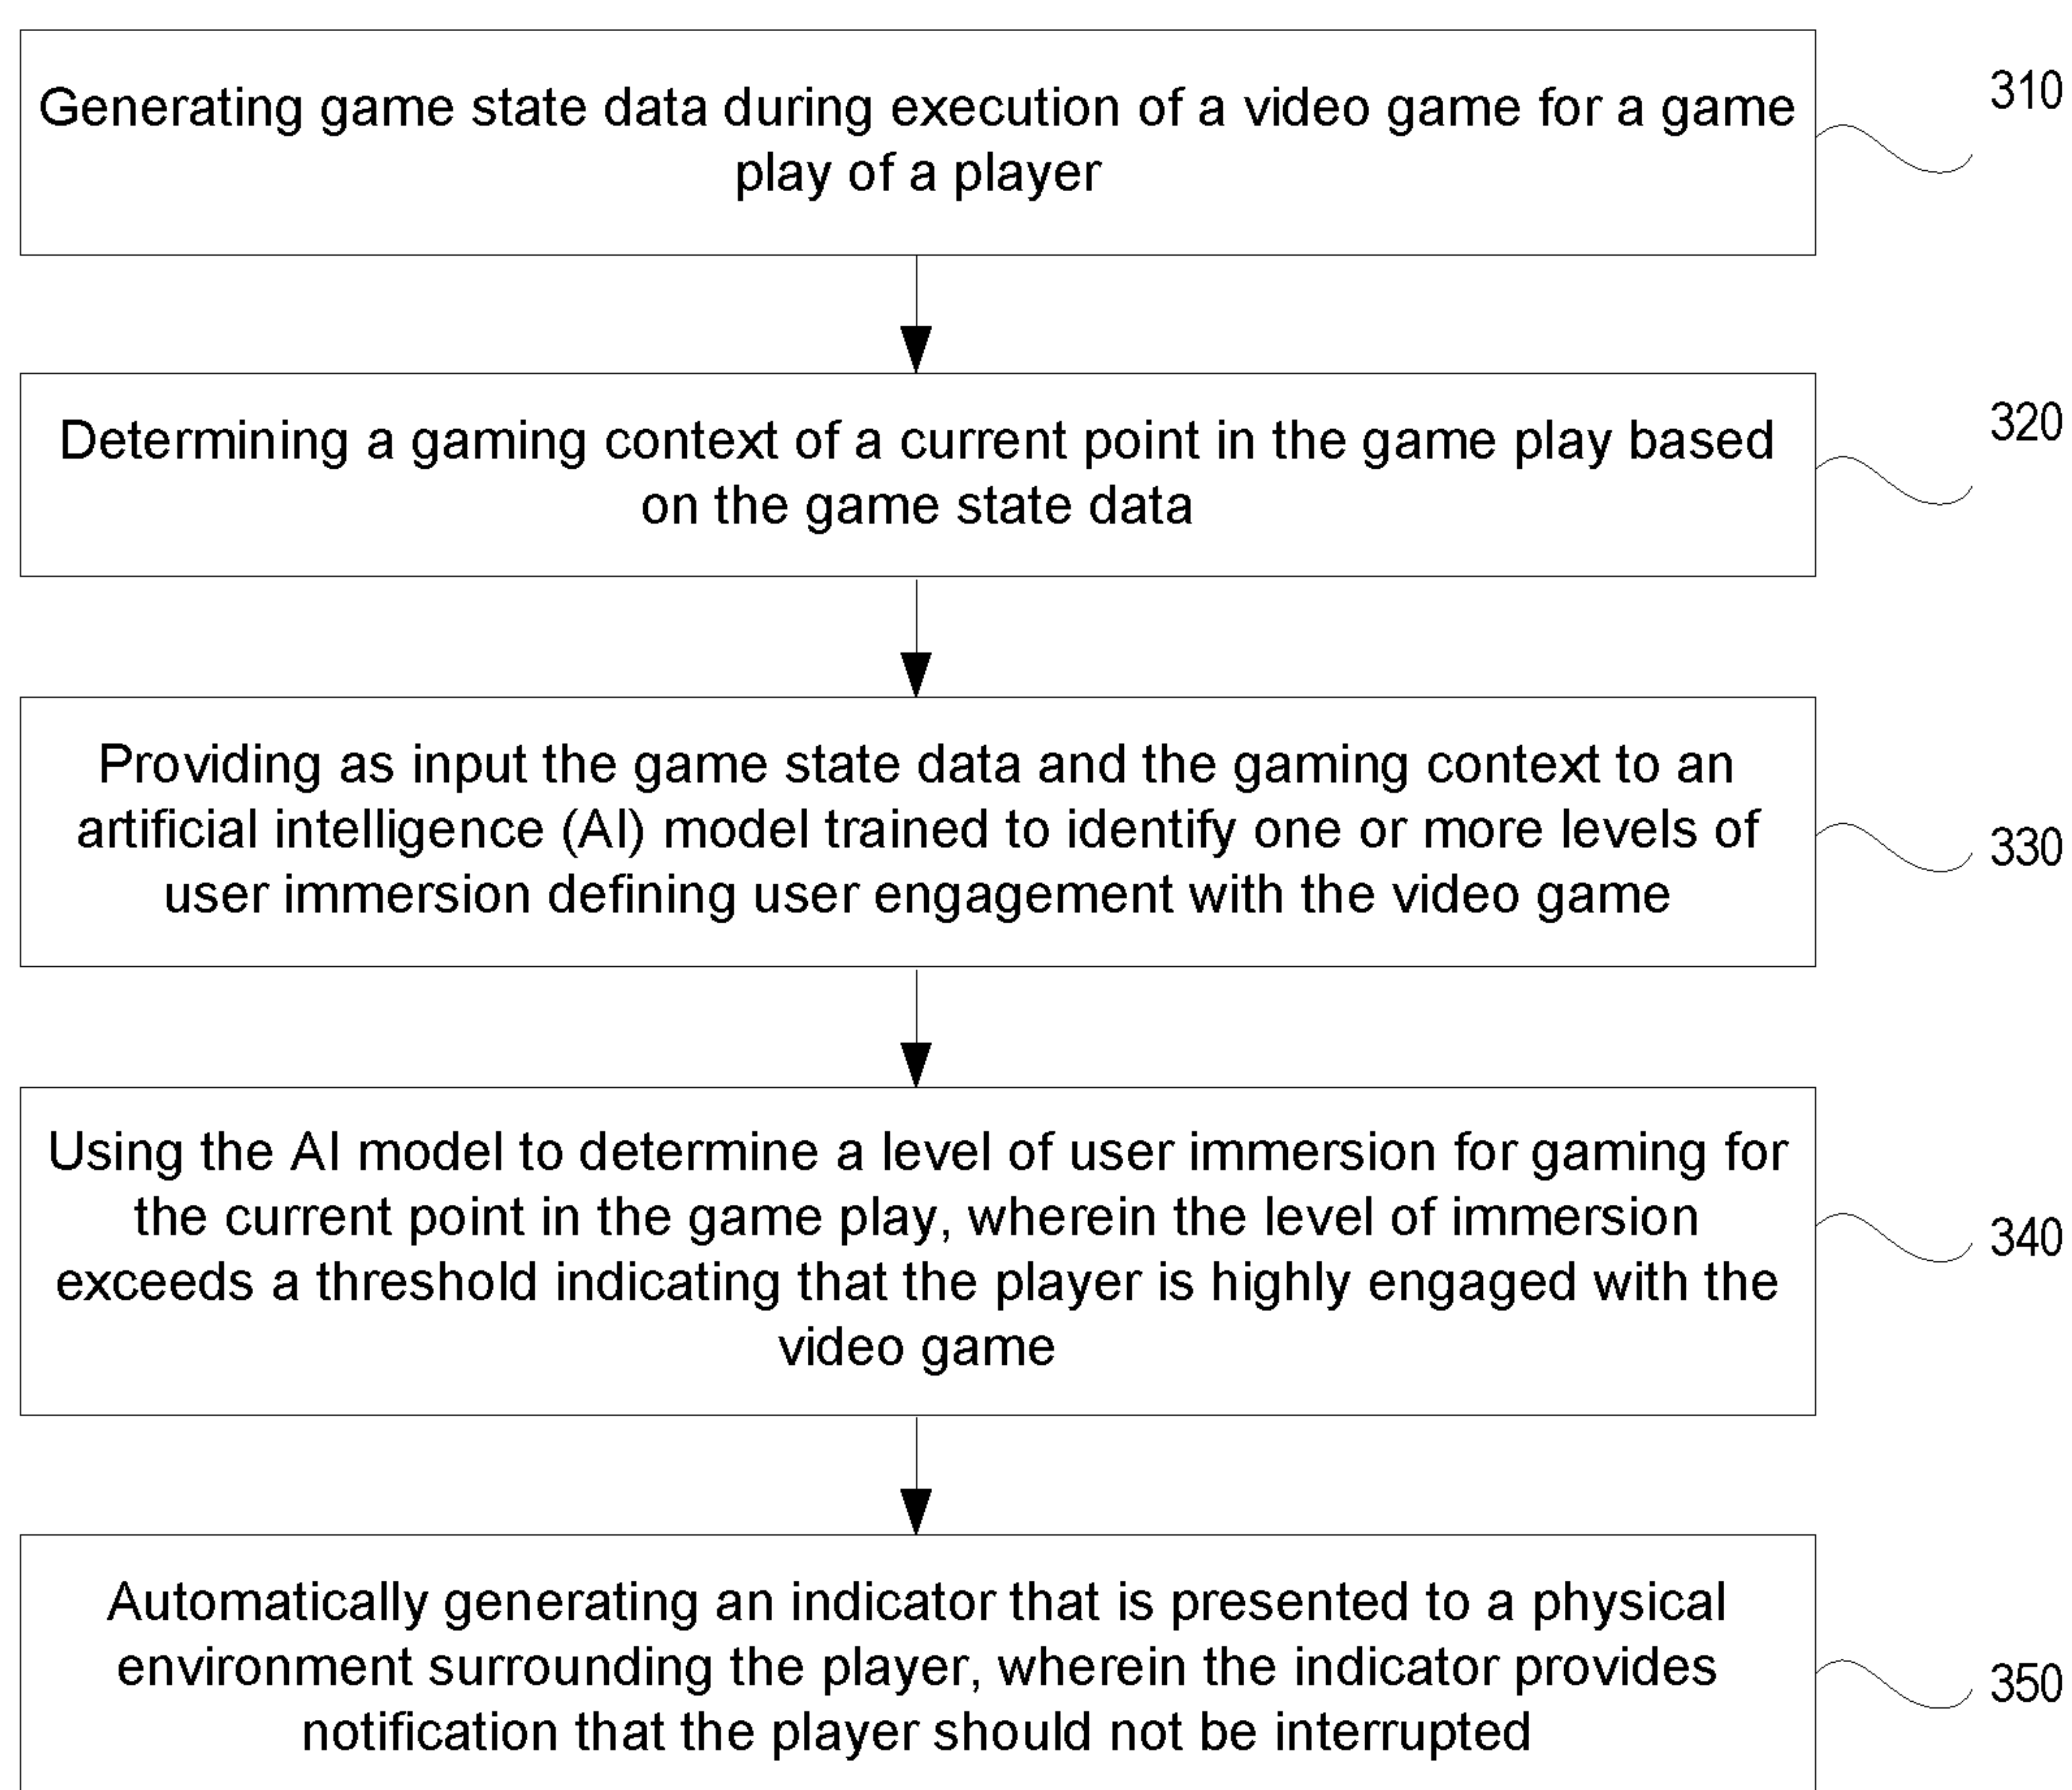 Generating game state data during execution of a video game for a game
play of a player
310
Determining a gaming context of a current point in the game play based
on the game state data
320
Providing as input the game state data and the gaming context to an
artificial intelligence (AI) model trained to identify one or more levels of
user immersion defining user engagement with the video game
330
Using the AI model to determine a level of user immersion for gaming for
the current point in the game play, wherein the level of immersion
exceeds a threshold indicating that the player is highly engaged with the
video game
340
Automatically generating an indicator that is presented to a physical
environment surrounding the player, wherein the indicator provides
notification that the player should not be interrupted
350